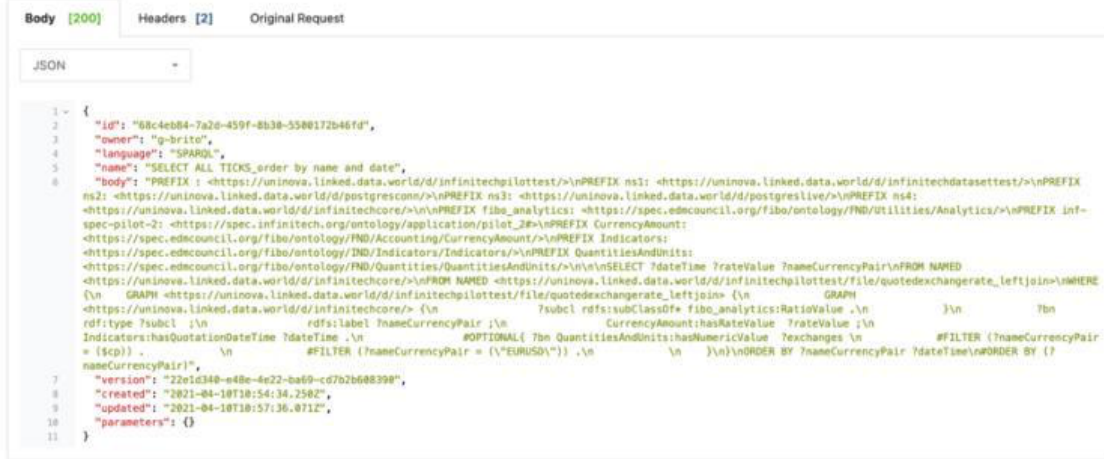 Body [200] Headers [2] Original Request
JSON
1 {
2 "id": "68c4eb84-7a2d-459f-8b30-5500172b46fd",
3 "owner": "g-brito",
4 "language": "SPARQL",
5 "name": "SELECT ALL TICKS_order by name and date",
6 "body": "PREFIX : <https://uninova.linked.data.world/d/infinitechpilottest/>\nPREFIX ns1: <https://uninova.linked.data.world/d/infinitechdatasettest/>\nPREFIX
ns2: <https://uninova.linked.data.world/d/postgresconn/>\nPREFIX ns3: <https://uninova.linked.data.world/d/postgreslive/>\nPREFIX ns4:
<https://uninova.linked.data.world/d/infinitechcore/>\n\nPREFIX fibo_analytics: <https://spec.edmcouncil.org/fibo/ontology/FND/Utilities/Analytics/>\nPREFIX inf-
spec-pilot-2: <https://spec.infinitech.org/ontology/application/pilot_2#>\nPREFIX CurrencyAmount:
<https://spec.edmcouncil.org/fibo/ontology/FND/Accounting/CurrencyAmount/>\nPREFIX Indicators:
<https://spec.edmcouncil.org/fibo/ontology/IND/Indicators/Indicators/>\nPREFIX QuantitiesAndUnits:
<https://spec.edmcouncil.org/fibo/ontology/FND/Quantities/QuantitiesAndUnits/>\n\n\nSELECT ?dateTime ?rateValue ?nameCurrencyPair\nFROM NAMED
<https://uninova.linked.data.world/d/infinitechcore/>\nFROM NAMED <https://uninova.linked.data.world/d/infinitechpilottest/file/quotedexchangerate_leftjoin>\nWHERE
{\n GRAPH <https://uninova.linked.data.world/d/infinitechpilottest/file/quotedexchangerate_leftjoin> {\n GRAPH
<https://uninova.linked.data.world/d/infinitechcore/> {\n ?subcl rdfs:subClassOf* fibo_analytics:RatioValue .\n }\n ?bn
rdf:type ?subcl ;\n rdfs:label ?nameCurrencyPair ;\n CurrencyAmount:hasRateValue ?rateValue ;\n
Indicators:hasQuotationDateTime ?dateTime .\n #OPTIONAL{ ?bn QuantitiesAndUnits:hasNumericValue ?exchanges \n #FILTER (?nameCurrencyPair
= ($cp)) . \n #FILTER (?nameCurrencyPair = (\"EURUSD\")) .\n \n }\n}\nORDER BY ?nameCurrencyPair ?dateTime\n#ORDER BY (?
nameCurrencyPair)",
7 "version": "22e1d340-e48e-4e22-ba69-cd7b2b608390",
8 "created": "2021-04-10T10:54:34.250Z",
9 "updated": "2021-04-10T10:57:36.071Z",
10 "parameters": {}
11 }